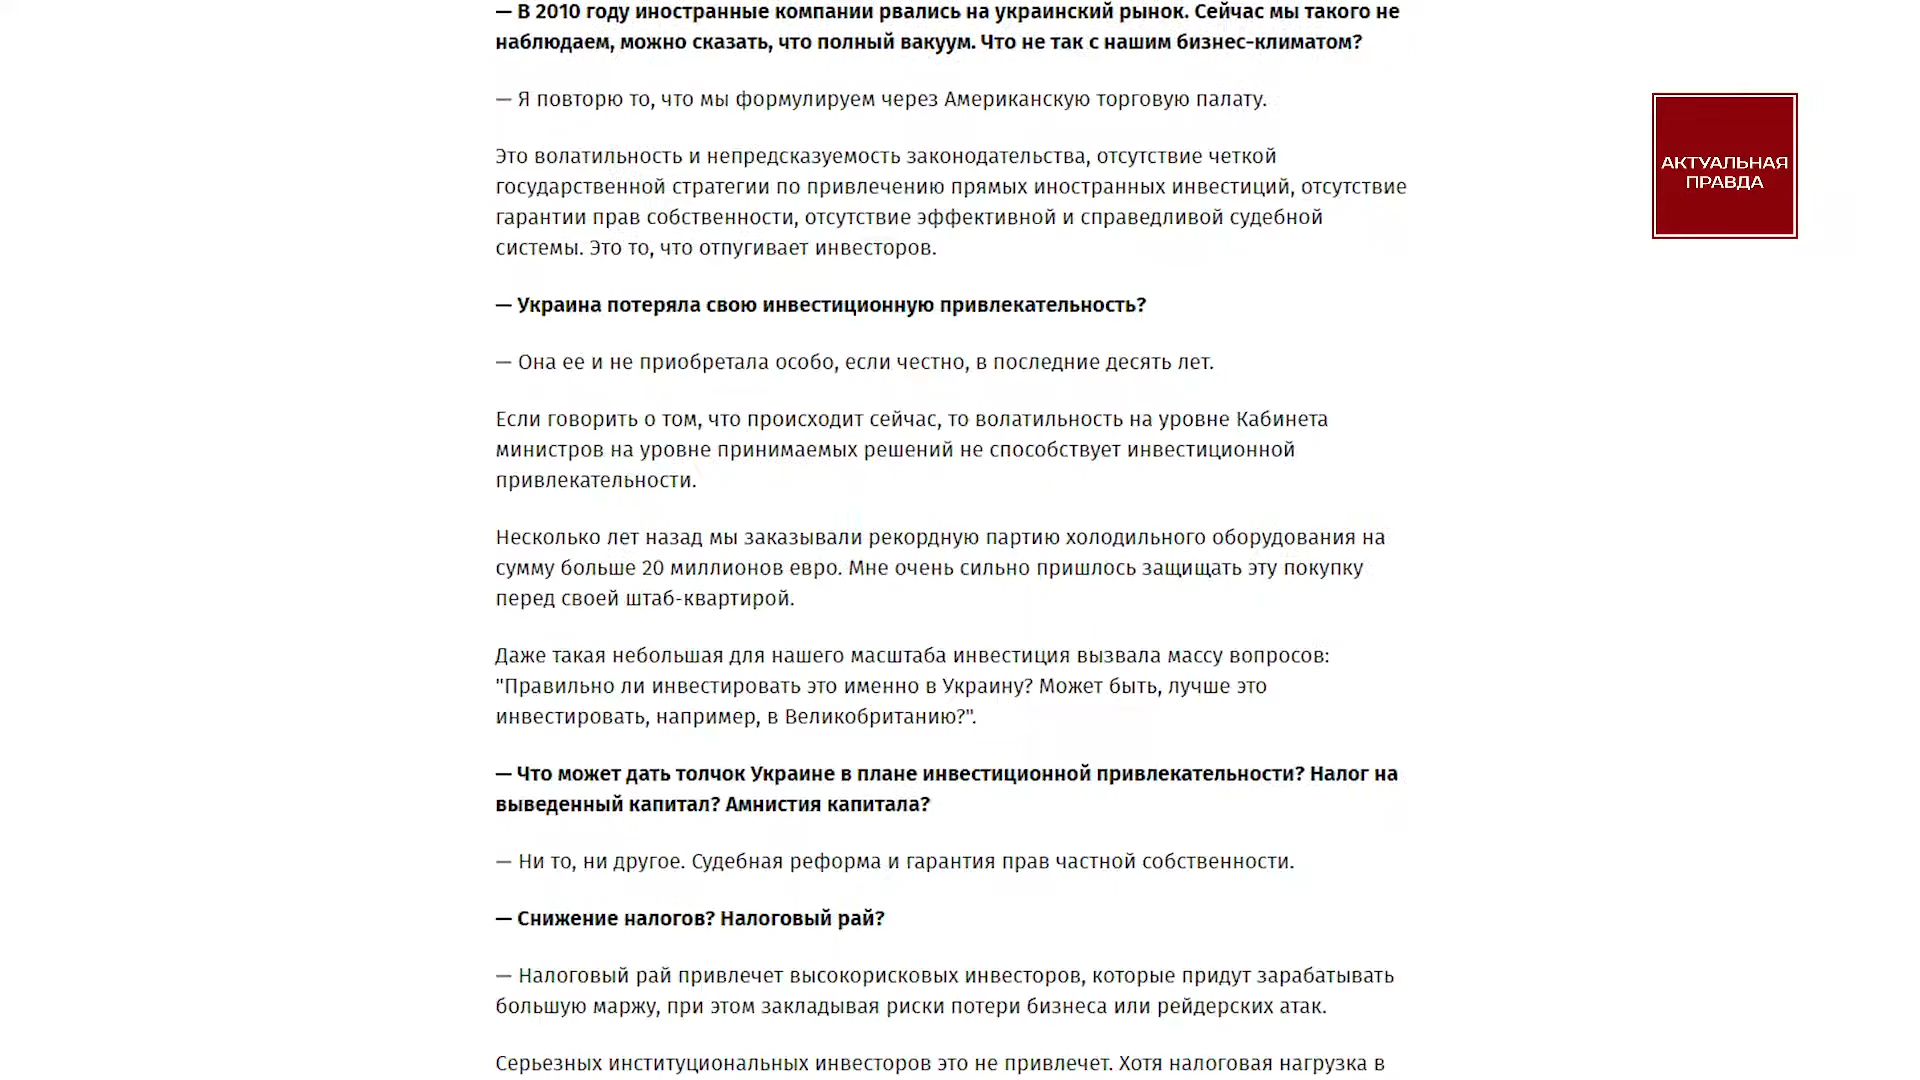 — В 2010 году иностранные компании рвались на украинский рынок. Сейчас мы такого не
наблюдаем, можно сказать, что полный вакуум. Что не так с нашим бизнес-климатом?
— Я повторю то, что мы формулируем через Американскую торговую палату.
Это волатильность и непредсказуемость законодательства, отсутствие четкой
государственной стратегии по привлечению прямых иностранных инвестиций, отсутствие
гарантии прав собственности, отсутствие эффективной и справедливой судебной
системы. Это то, что отпугивает инвесторов.
— Украина потеряла свою инвестиционную привлекательность?
— Она ее и не приобретала особо, если честно, в последние десять лет.
Если говорить о том, что происходит сейчас, то волатильность на уровне Кабинета
министров на уровне принимаемых решений не способствует инвестиционной
привлекательности.
Несколько лет назад мы заказывали рекордную партию холодильного оборудования на
сумму больше 20 миллионов евро. Мне очень сильно пришлось защищать эту покупку
перед своей штаб-квартирой.
Даже такая небольшая для нашего масштаба инвестиция вызвала массу вопросов:
"Правильно ли инвестировать это именно в Украину? Может быть, лучше это
инвестировать, например, в Великобританию?".
— Что может дать толчок Украине в плане инвестиционной привлекательности? Налог на
выведенный капитал? Амнистия капитала?
— Ни то, ни другое. Судебная реформа и гарантия прав частной собственности.
— Снижение налогов? Налоговый рай?
— Налоговый рай привлечет высокорисковых инвесторов, которые придут зарабатывать
большую маржу, при этом закладывая риски потери бизнеса или рейдерских атак.
Серьезных институциональных инвесторов это не привлечет. Хотя налоговая нагрузка в
АКТУАЛЬНАЯ
ПРАВДА